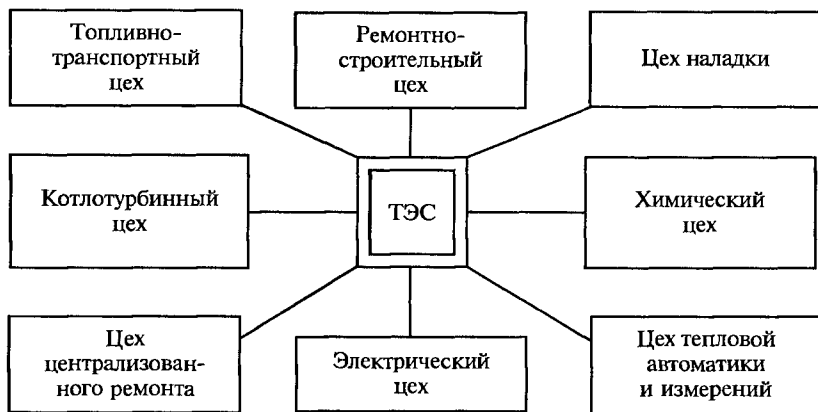 Топливно-
транспортный
цех
Ремонтно-
строительный
цех
Цех наладки
Котлотурбинный
цех
ТЭС
Химический
цех
Цех
централизован-
ного ремонта
Электрический
цех
Цех тепловой
автоматики
и измерений